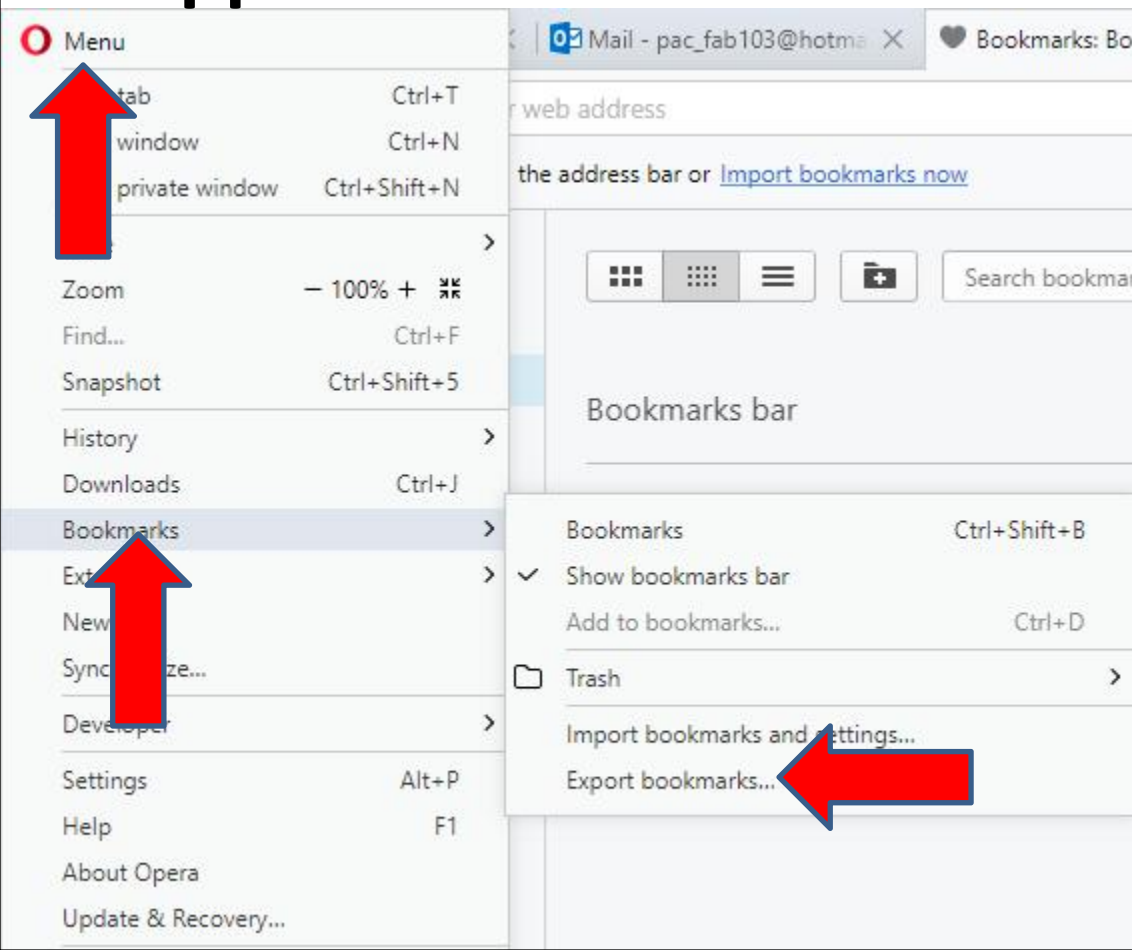 Menu
Mail - pac_fab103@hotma
Bookmarks: Bo
tab Ctrl+T
web address
window Ctrl+N
private window Ctrl+Shift+N
the address bar or Import bookmarks now
Zoom − 100% +
Search bookmar
Find... Ctrl+F
Snapshot Ctrl+Shift+5
Bookmarks bar
History
Downloads Ctrl+J
Bookmarks
Bookmarks Ctrl+Shift+B
Show bookmarks bar
Add to bookmarks... Ctrl+D
New
Trash
Developer
Import bookmarks and settings...
Export bookmarks...
Settings Alt+P
Help F1
About Opera
Update & Recovery...